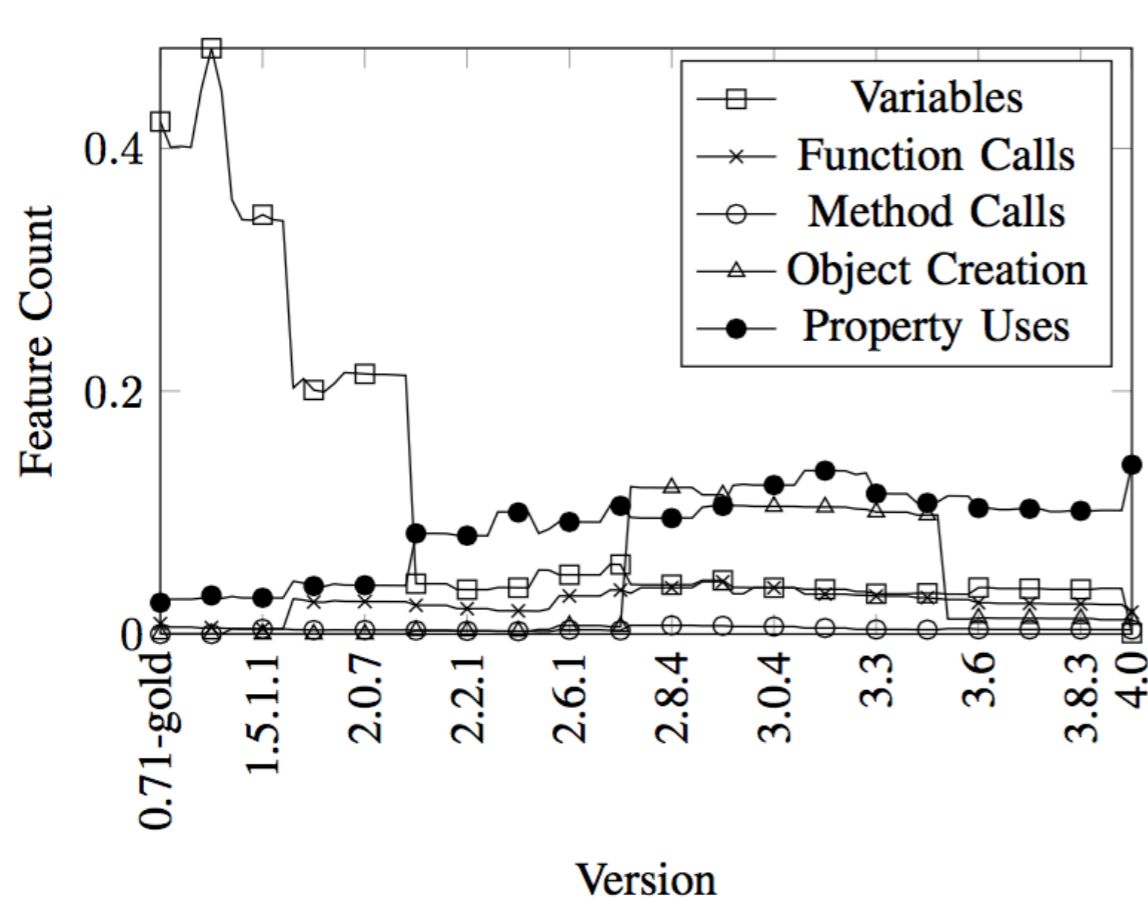 Feature Count
0.4
0.2
0
Variables
Function Calls
Method Calls
Object Creation
Property Uses
0.71-gold
1.5.1.1
2.0.7
2.2.1
2.6.1
2.8.4
3.0.4
3.3
3.6
3.8.3
4.0
Version